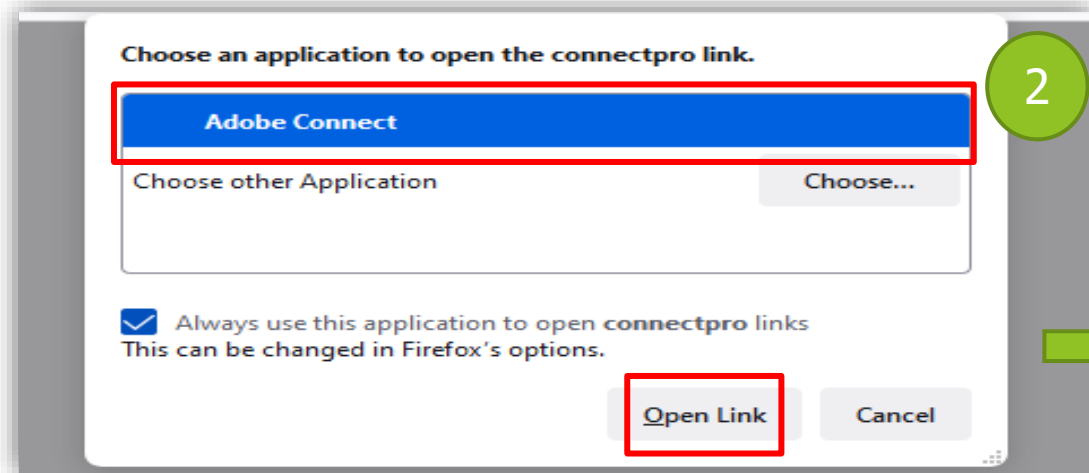 Choose an application to open the connectpro link.
2
Adobe Connect
Choose other Application Choose...
Always use this application to open connectpro links
This can be changed in Firefox's options.
Open Link Cancel